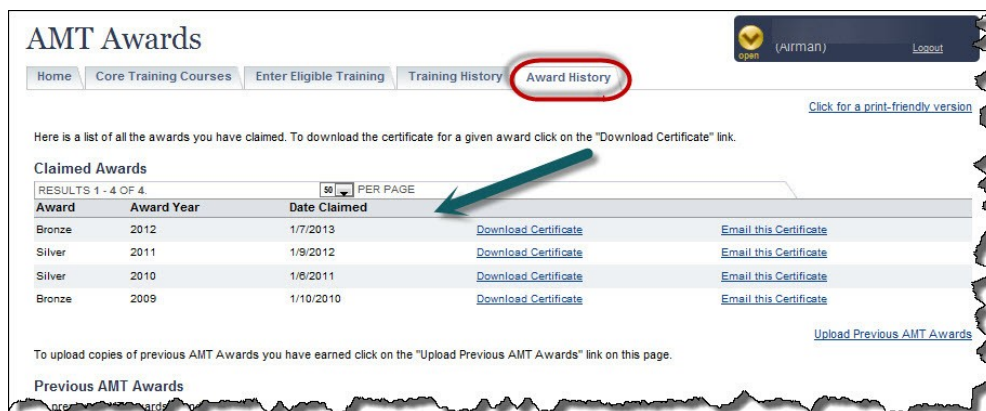 AMT Awards
open (Airman) Logout
Home Core Training Courses Enter Eligible Training Training History Award History
Click for a print-friendly version
Here is a list of all the awards you have claimed. To download the certificate for a given award click on the "Download Certificate" link.
Claimed Awards
RESULTS 1 - 4 OF 4. 50 PER PAGE
Award Award Year Date Claimed
Bronze 2012 1/7/2013 Download Certificate Email this Certificate
Silver 2011 1/9/2012 Download Certificate Email this Certificate
Silver 2010 1/6/2011 Download Certificate Email this Certificate
Bronze 2009 1/10/2010 Download Certificate Email this Certificate
Upload Previous AMT Awards
To upload copies of previous AMT Awards you have earned click on the "Upload Previous AMT Awards" link on this page.
Previous AMT Awards